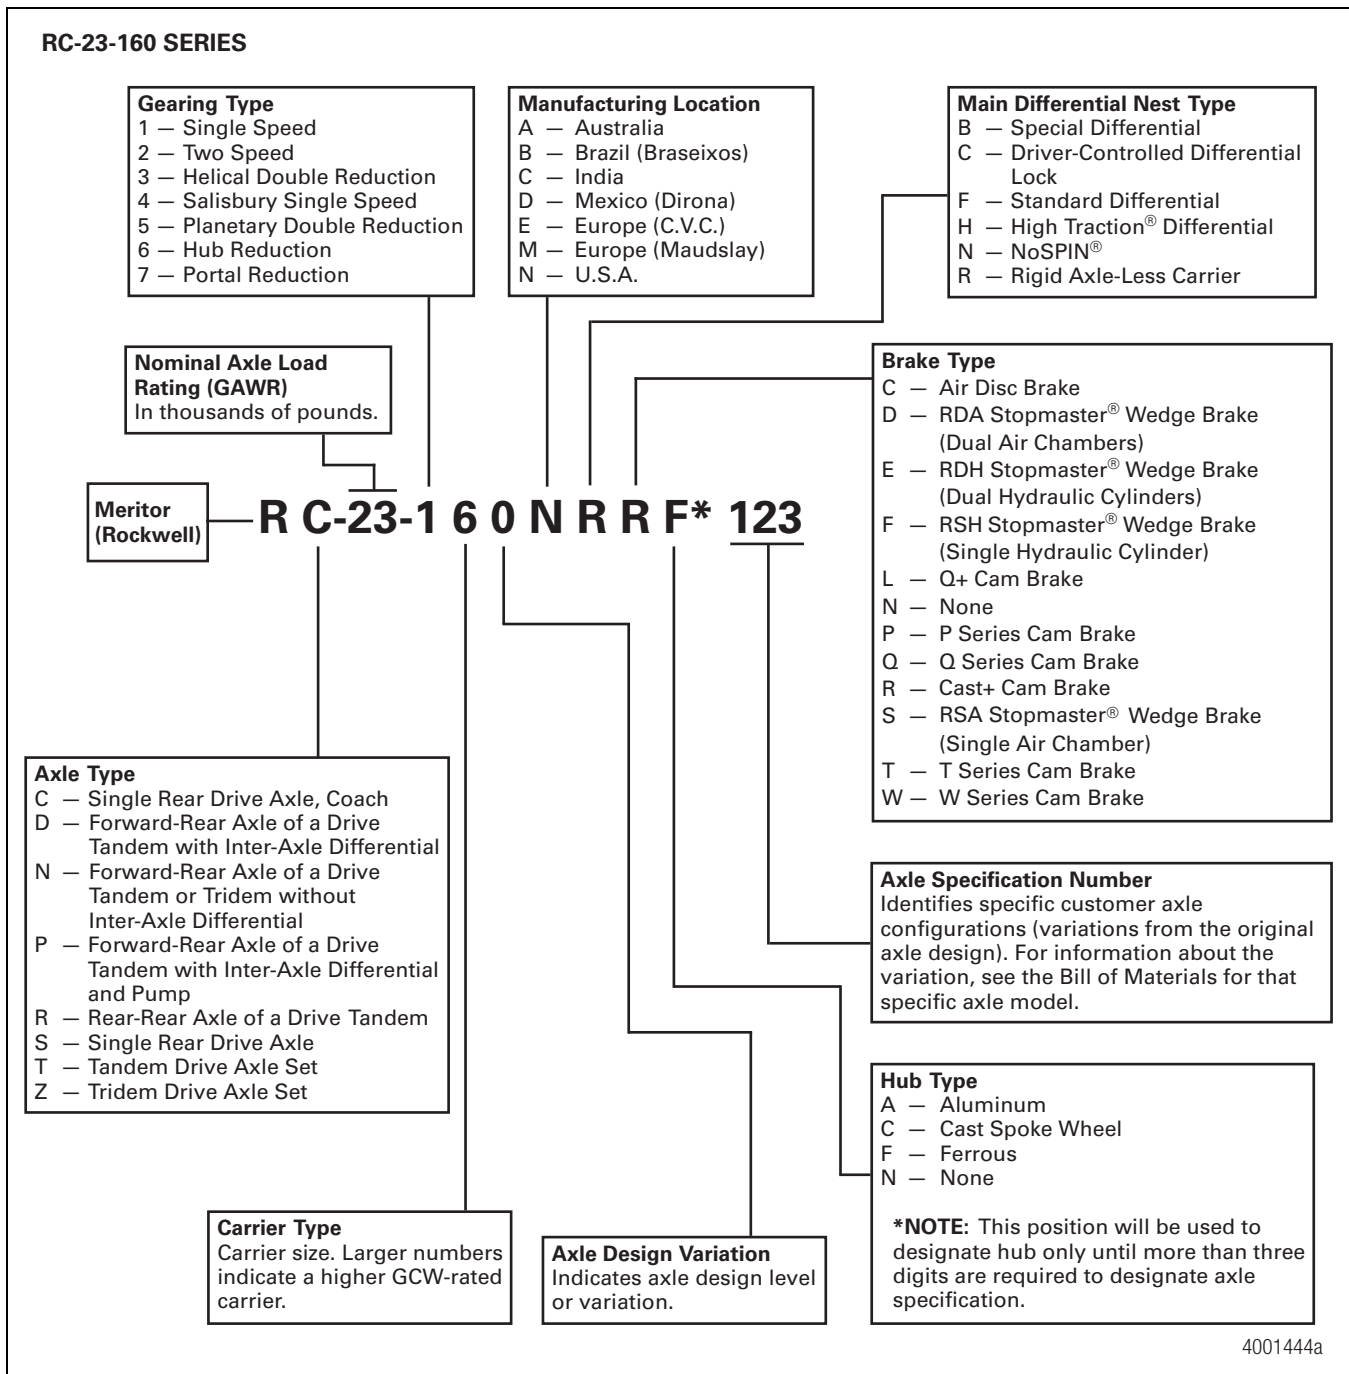 RC-23-160 SERIES
Gearing Type
1 — Single Speed
2 — Two Speed
3 — Helical Double Reduction
4 — Salisbury Single Speed
5 — Planetary Double Reduction
6 — Hub Reduction
7 — Portal Reduction
Manufacturing Location
A — Australia
B — Brazil (Braseixos)
C — India
D — Mexico (Dirona)
E — Europe (C.V.C.)
M — Europe (Maudslay)
N — U.S.A.
Main Differential Nest Type
B — Special Differential
C — Driver-Controlled Differential
Lock
F — Standard Differential
H — High Traction® Differential
N — NoSPIN®
R — Rigid Axle-Less Carrier
Nominal Axle Load
Rating (GAWR)
In thousands of pounds.
Brake Type
C — Air Disc Brake
D — RDA Stopmaster® Wedge Brake
(Dual Air Chambers)
E — RDH Stopmaster® Wedge Brake
(Dual Hydraulic Cylinders)
F — RSH Stopmaster® Wedge Brake
(Single Hydraulic Cylinder)
L — Q+ Cam Brake
N — None
P — P Series Cam Brake
Q — Q Series Cam Brake
R — Cast+ Cam Brake
S — RSA Stopmaster® Wedge Brake
(Single Air Chamber)
T — T Series Cam Brake
W — W Series Cam Brake
Meritor
(Rockwell)
R C-23-1 6 0 N R R F* 123
Axle Type
C — Single Rear Drive Axle, Coach
D — Forward-Rear Axle of a Drive
Tandem with Inter-Axle Differential
N — Forward-Rear Axle of a Drive
Tandem or Tridem without
Inter-Axle Differential
P — Forward-Rear Axle of a Drive
Tandem with Inter-Axle Differential
and Pump
R — Rear-Rear Axle of a Drive Tandem
S — Single Rear Drive Axle
T — Tandem Drive Axle Set
Z — Tridem Drive Axle Set
Axle Specification Number
Identifies specific customer axle
configurations (variations from the original
axle design). For information about the
variation, see the Bill of Materials for that
specific axle model.
Hub Type
A — Aluminum
C — Cast Spoke Wheel
F — Ferrous
N — None
*NOTE: This position will be used to
designate hub only until more than three
digits are required to designate axle
specification.
Carrier Type
Carrier size. Larger numbers
indicate a higher GCW-rated
carrier.
Axle Design Variation
Indicates axle design level
or variation.
4001444a